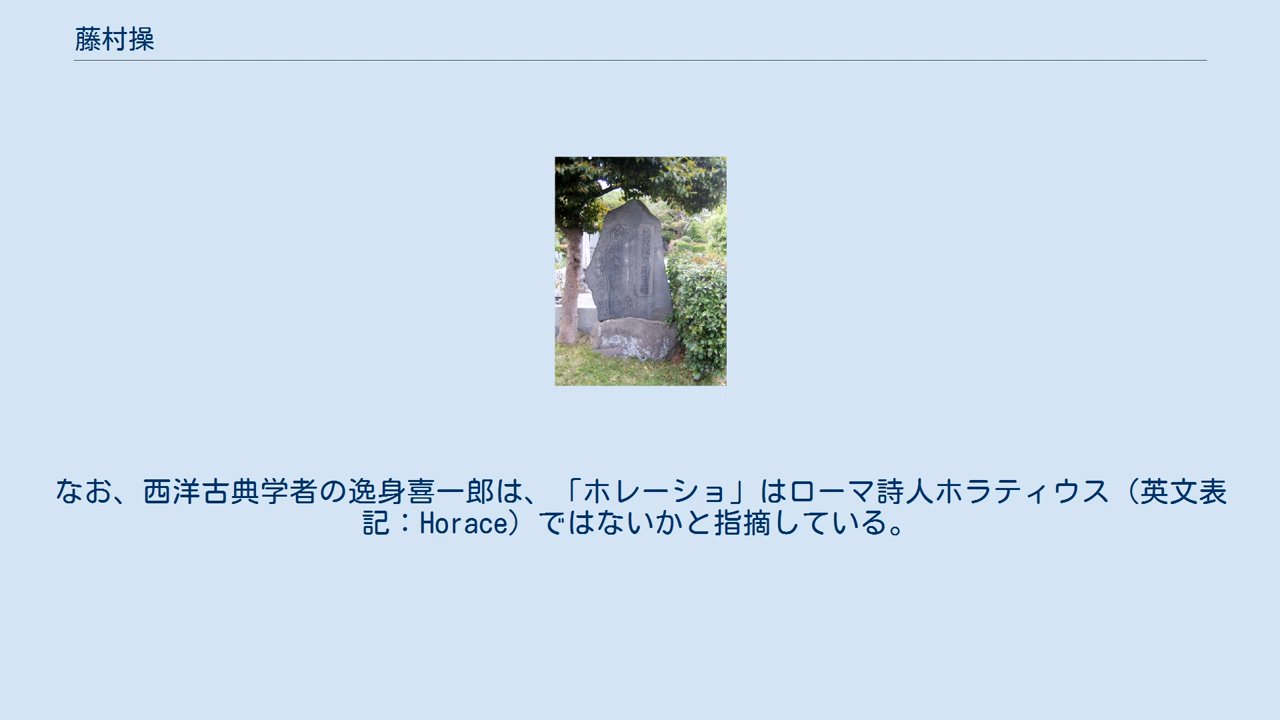 藤村操
なお、西洋古典学者の逸身喜一郎は、「ホレーショ」はローマ詩人ホラティウス（英文表
記：Horace）ではないかと指摘している。